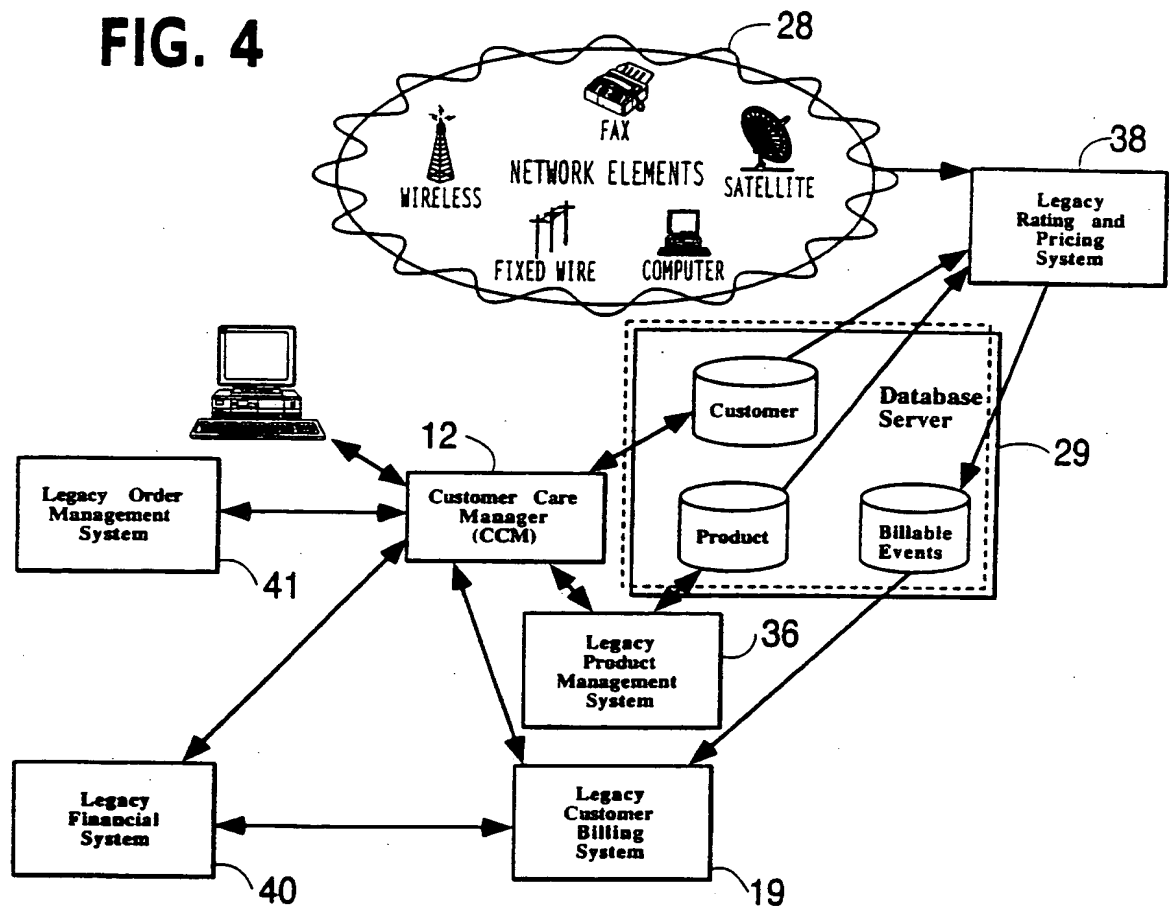 FIG. 4
28
FAX
WIRELESS
NETWORK ELEMENTS
SATELLITE
FIXED WIRE
COMPUTER
38
Legacy
Rating and
Pricing
System
Customer
Database
Server
29
Product
Billable
Events
12
Customer Care
Manager
(CCM)
Legacy Order
Management
System
41
36
Legacy
Product
Management
System
Legacy
Financial
System
40
Legacy
Customer
Billing
System
19